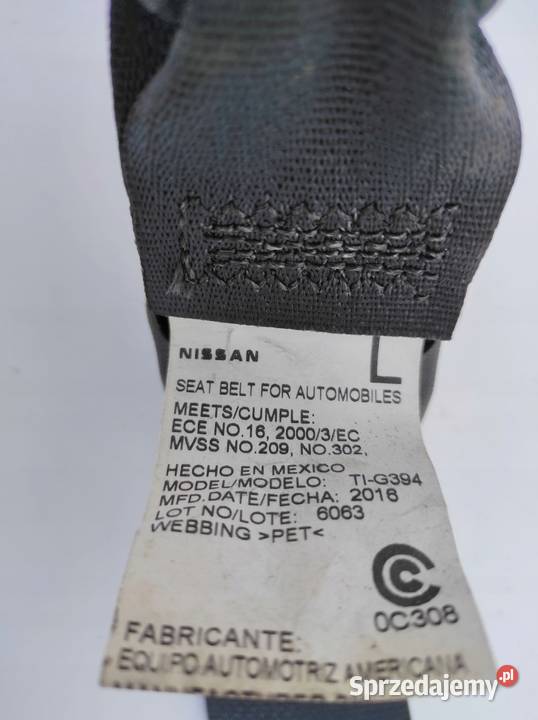 NISSAN L
SEAT BELT FOR AUTOMOBILES
MEETS/CUMPLE:
ECE NO.16, 2000/3/EC
MVSS NO.209, NO.302,
HECHO EN MEXICO
MODEL/MODELO: TI-G394
MFD.DATE/FECHA: 2016
LOT NO/LOTE: 6063
WEBBING >PET<
C
0C308
FABRICANTE:
EQUIPO AUTOMOTRIZ AMERICANA
Sprzedajemy.pl